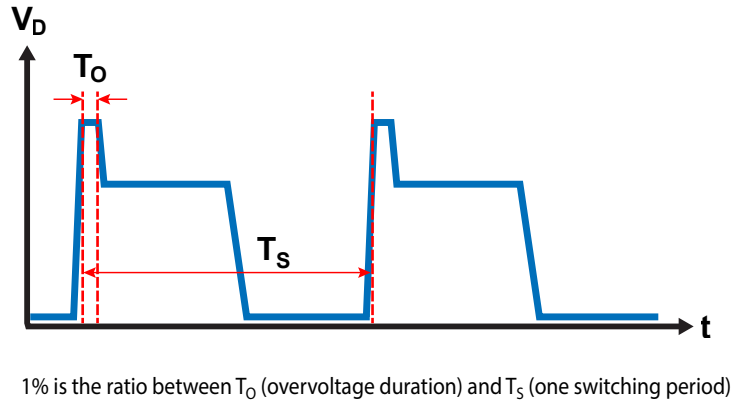 V_D
T_O
T_S
t
1% is the ratio between T_O (overvoltage duration) and T_S (one switching period)